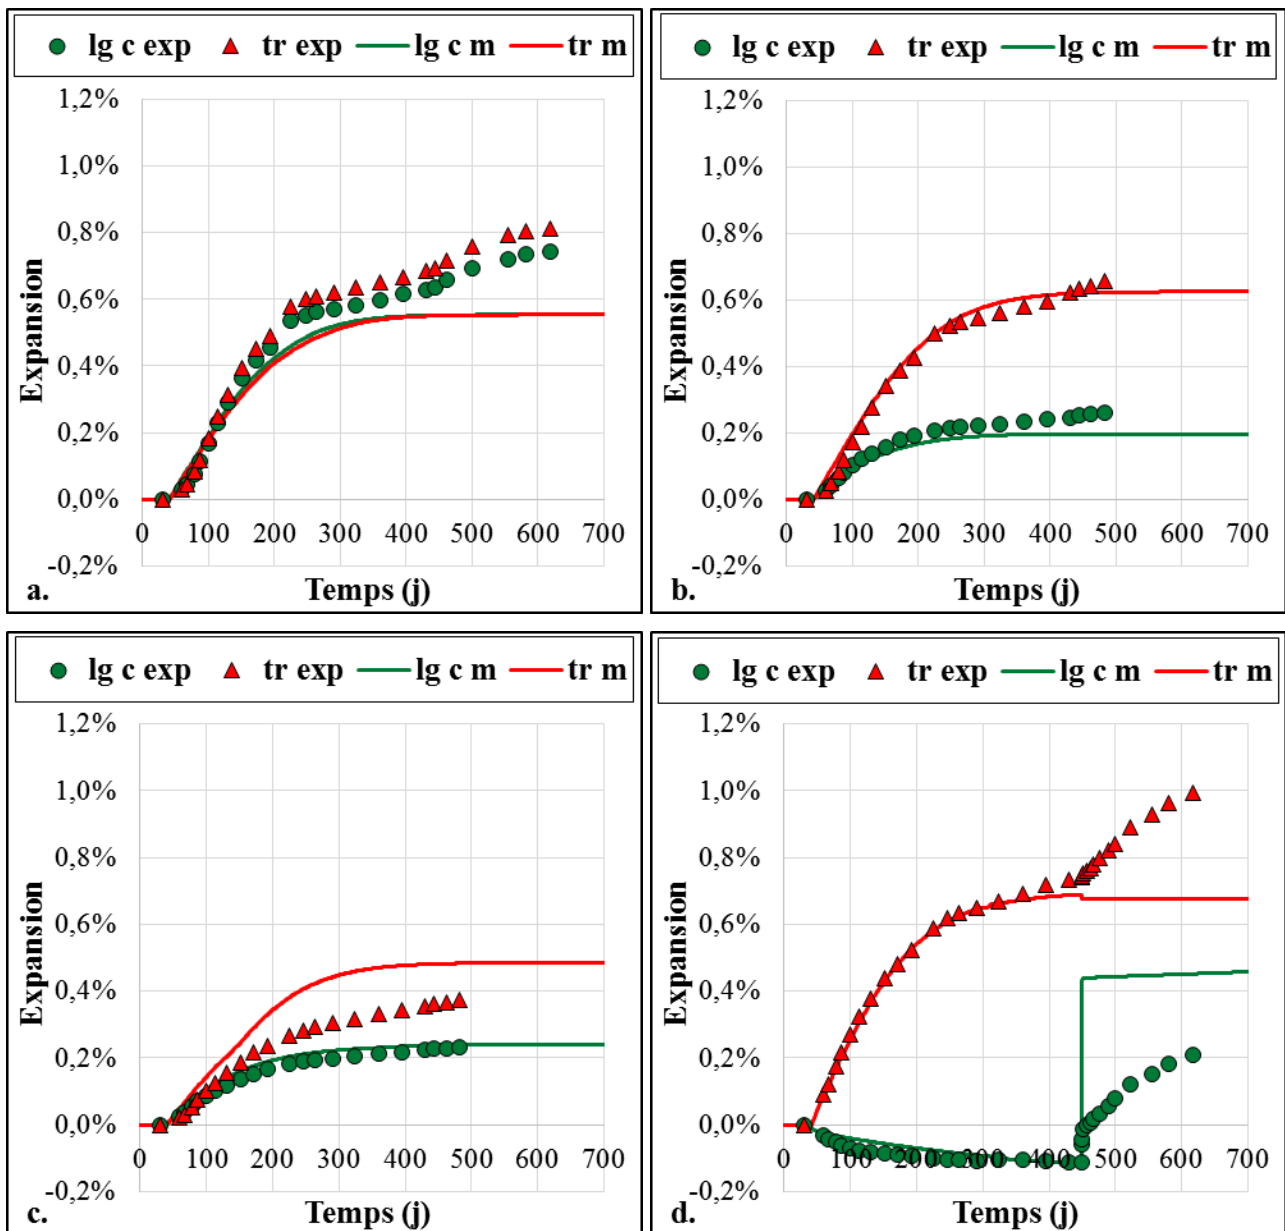 lg c exp tr exp lg c m tr m
1,2%
1,0%
0,8%
0,6%
0,4%
0,2%
0,0%
-0,2%
Expansion
0 100 200 300 400 500 600 700
Temps (j)
a.
lg c exp tr exp lg c m tr m
1,2%
1,0%
0,8%
0,6%
0,4%
0,2%
0,0%
-0,2%
Expansion
0 100 200 300 400 500 600 700
Temps (j)
b.
lg c exp tr exp lg c m tr m
1,2%
1,0%
0,8%
0,6%
0,4%
0,2%
0,0%
-0,2%
Expansion
0 100 200 300 400 500 600 700
Temps (j)
c.
lg c exp tr exp lg c m tr m
1,2%
1,0%
0,8%
0,6%
0,4%
0,2%
0,0%
-0,2%
Expansion
0 100 200 300 400 500 600 700
Temps (j)
d.